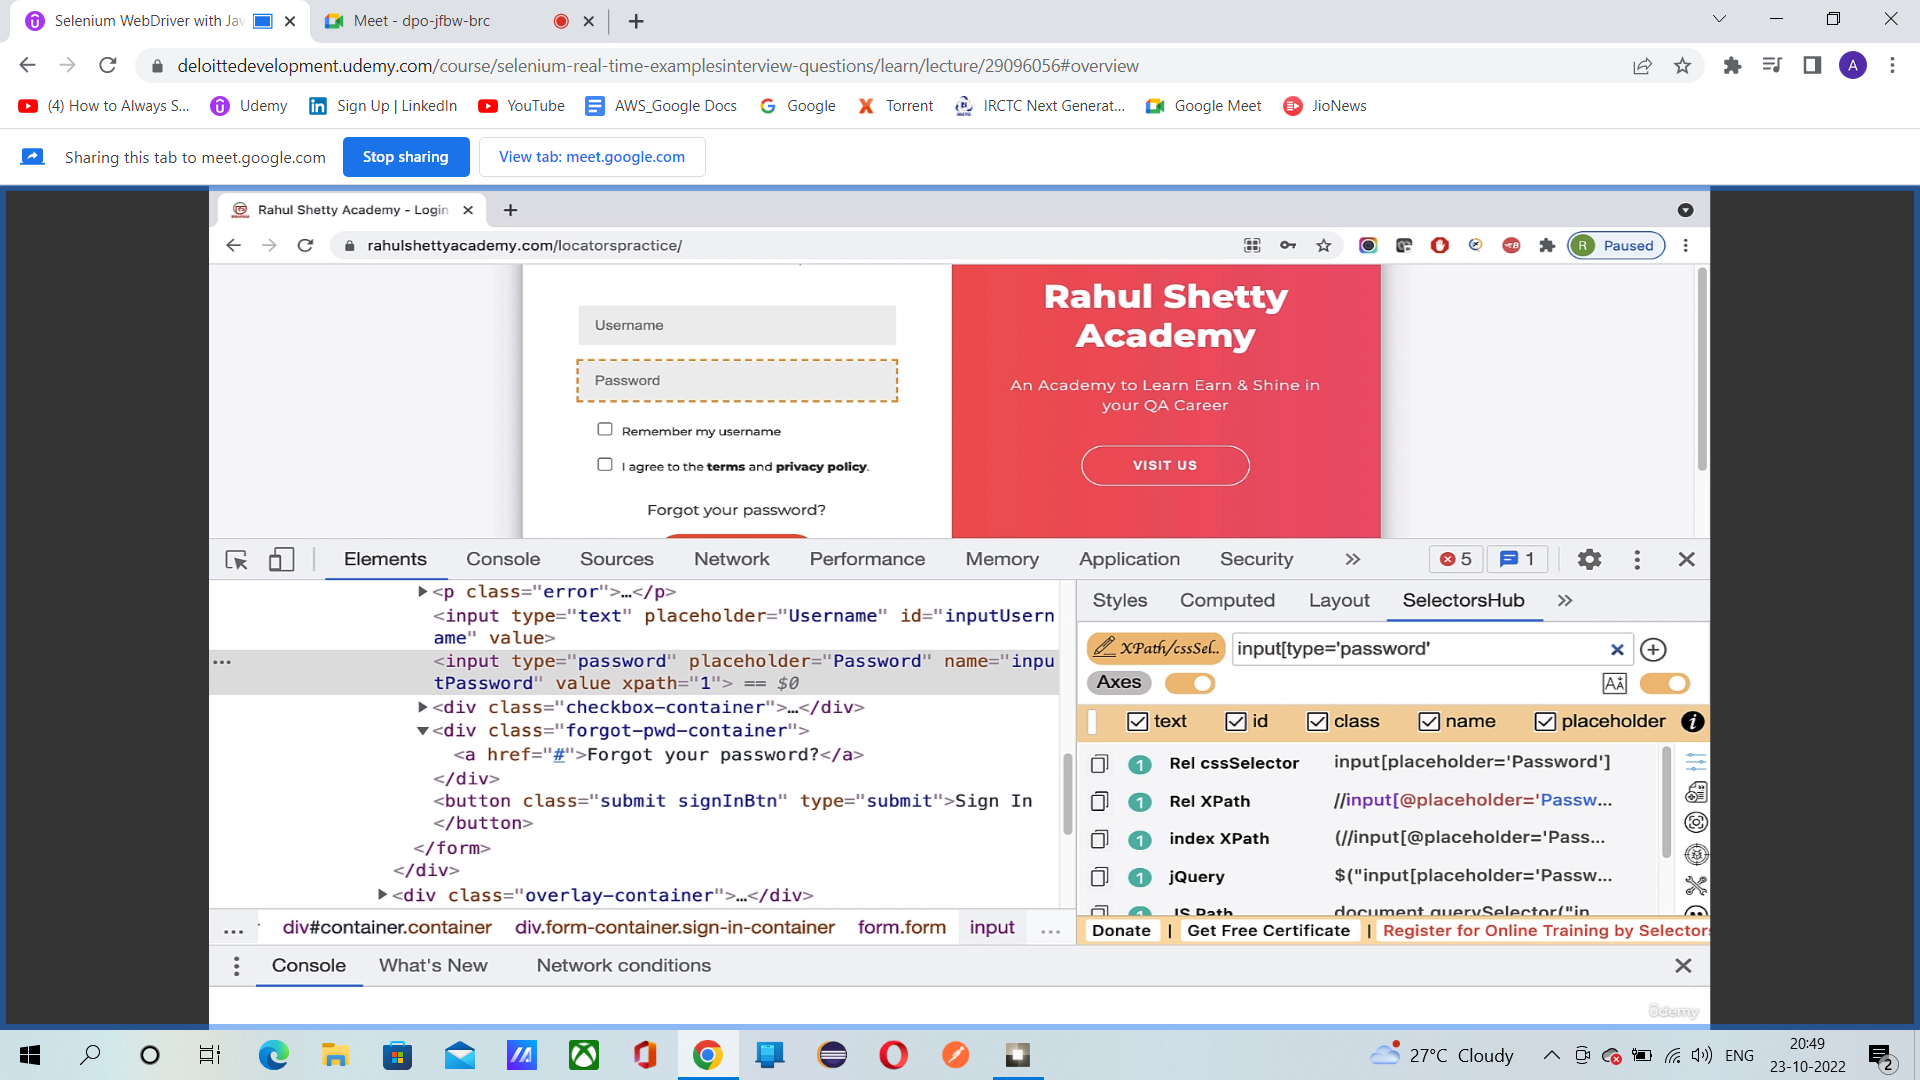 Selenium WebDriver with Jav
Meet - dpo-jfbw-brc
deloittedevelopment.udemy.com/course/selenium-real-time-examplesinterview-questions/learn/lecture/29096056#overview
A
(4) How to Always S...
Udemy
Sign Up | LinkedIn
YouTube
AWS_Google Docs
Google
Torrent
IRCTC Next Generat...
Google Meet
JioNews
Sharing this tab to meet.google.com
Stop sharing
View tab: meet.google.com
Rahul Shetty Academy - Login
rahulshettyacademy.com/locatorspractice/
R Paused
Username
Password
Remember my username
I agree to the terms and privacy policy.
Forgot your password?
Rahul Shetty
Academy
An Academy to Learn Earn & Shine in
your QA Career
VISIT US
Elements Console Sources Network Performance Memory Application Security » 5 1
<p class="error">…</p>
<input type="text" placeholder="Username" id="inputUsern
ame" value>
<input type="password" placeholder="Password" name="inpu
tPassword" value xpath="1"> == $0
<div class="checkbox-container">…</div>
<div class="forgot-pwd-container">
<a href="#">Forgot your password?</a>
</div>
<button class="submit signInBtn" type="submit">Sign In
</button>
</form>
</div>
<div class="overlay-container">…</div>
... div#container.container div.form-container.sign-in-container form.form input ...
Styles Computed Layout SelectorsHub »
XPath/cssSel..
input[type='password'
Axes
text id class name placeholder
1 Rel cssSelector input[placeholder='Password']
1 Rel XPath //input[@placeholder='Passw...
1 index XPath (//input[@placeholder='Pass...
1 jQuery $("input[placeholder='Passw...
JS Path document.querySelector("in
Donate | Get Free Certificate | Register for Online Training by Selectors
Console What's New Network conditions
ûdemy
27°C Cloudy
ENG
20:49
23-10-2022
2